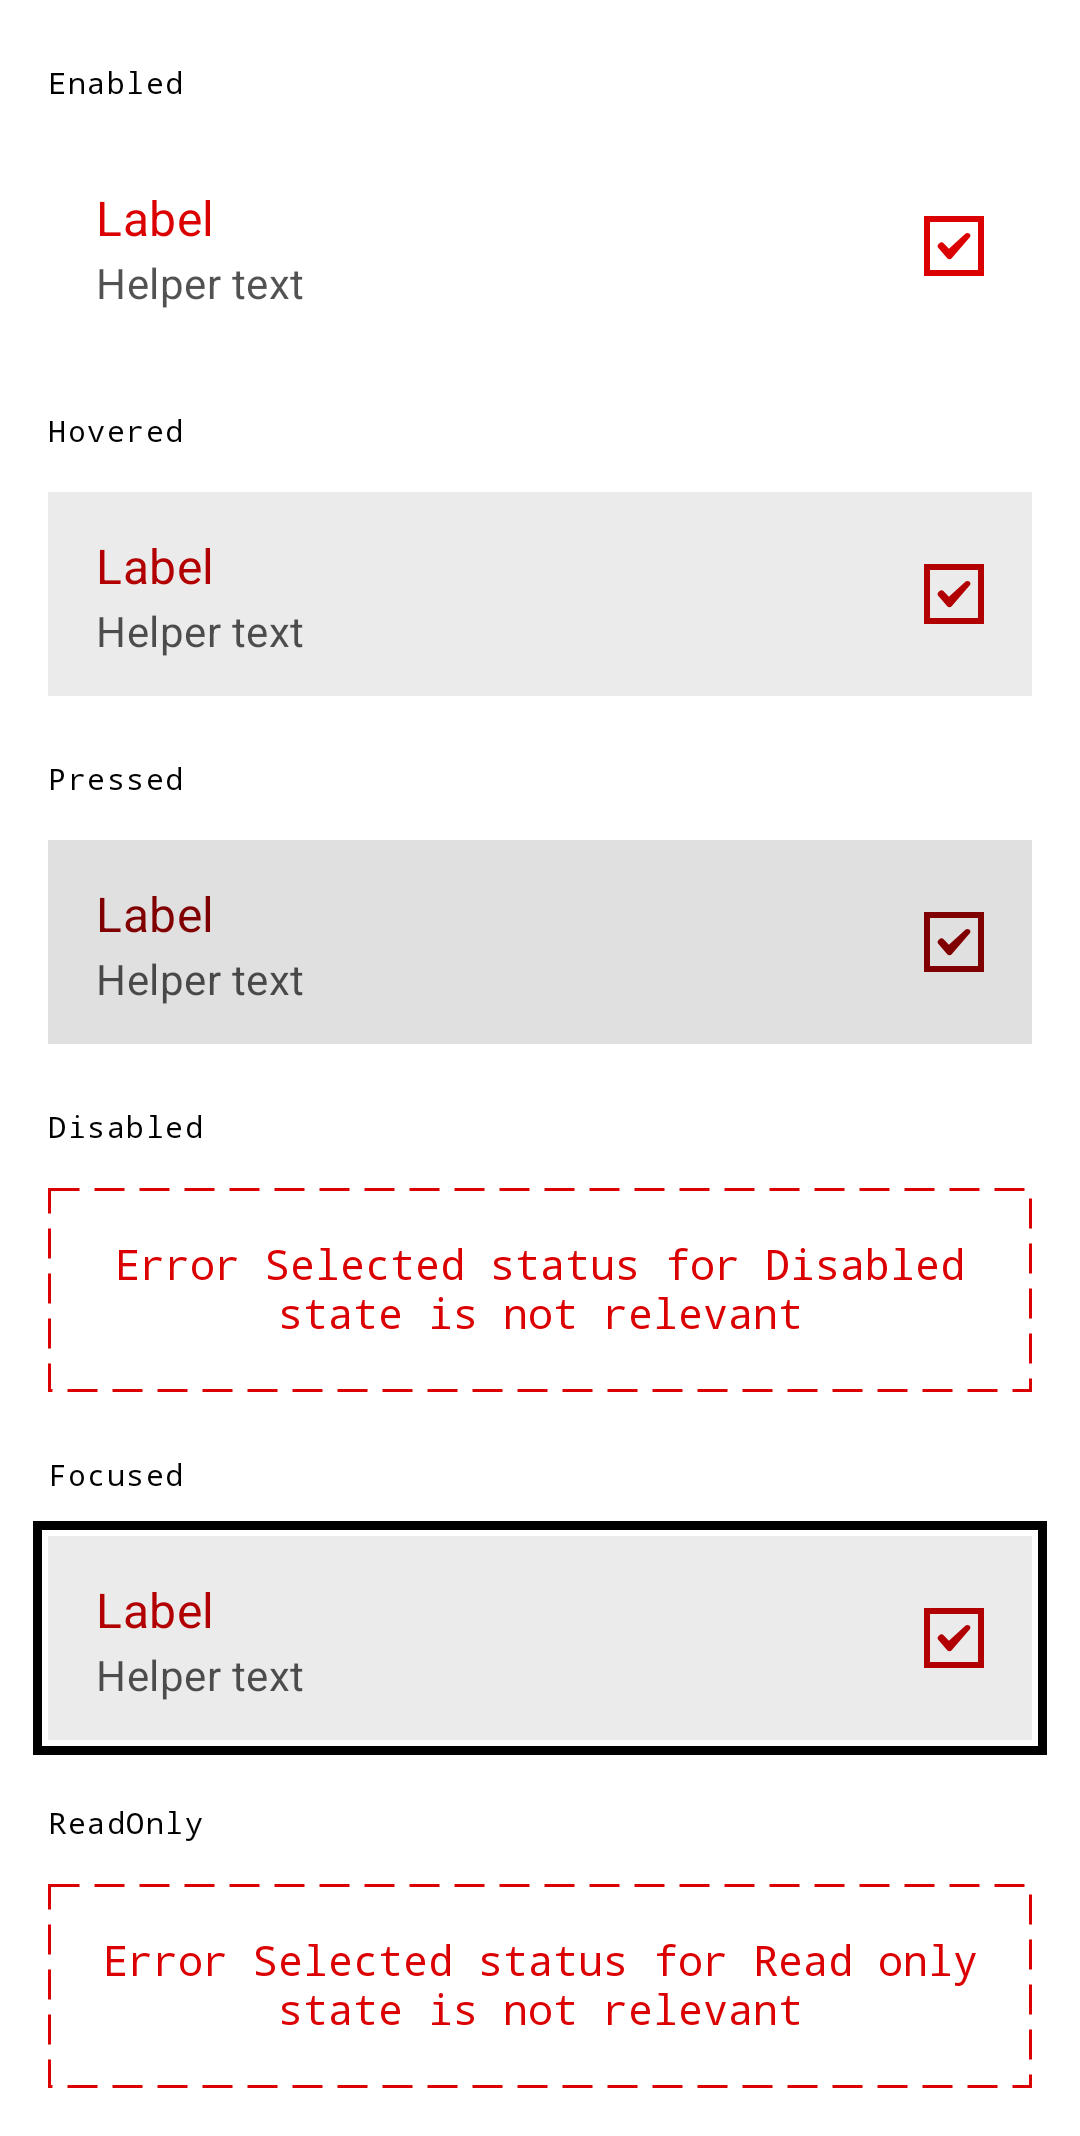 Enabled
Label
Helper text
Hovered
Label
Helper text
Pressed
Label
Helper text
Disabled
Error Selected status for Disabled
state is not relevant
Focused
Label
Helper text
ReadOnly
Error Selected status for Read only
state is not relevant